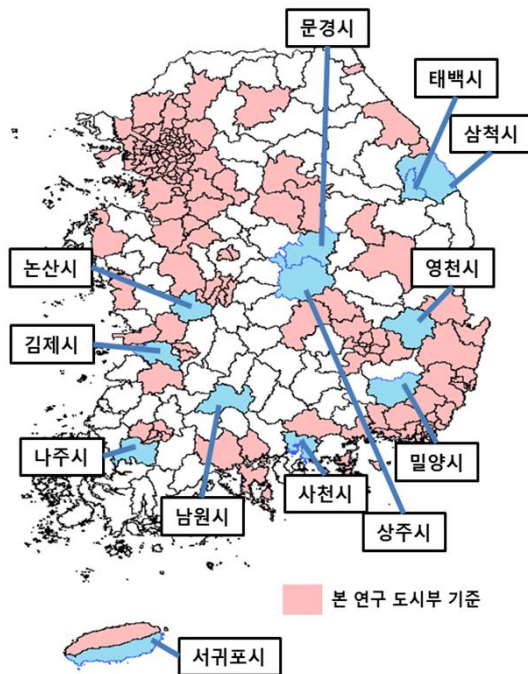 문경시
태백시
삼척시
논산시
영천시
김제시
나주시
밀양시
사천시
남원시
상주시
본 연구 도시부 기준
서귀포시